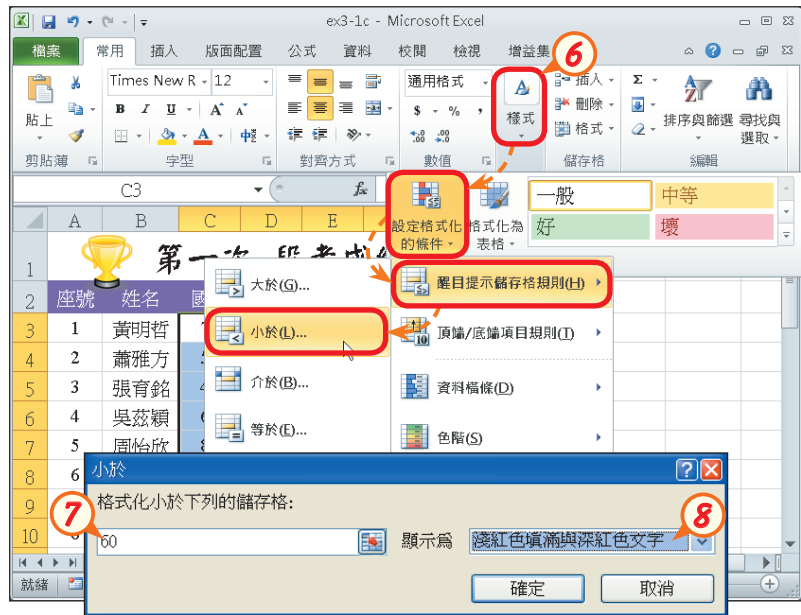 ex3-1c - Microsoft Excel
檔案 常用 插入 版面配置 公式 資料 校閱 檢視 增益集
6
Times New R 12 通用格式 插入
B I U A A 樣式 刪除
貼上 A 中 $ % , 格式 排序與篩選 尋找與
選取
剪貼簿 字型 對齊方式 數值 儲存格 編輯
C3 fx
設定格式化
的條件
格式化為
表格
一般 中等
好 壞
A B C D E
1 第一次 段考成
2 座號 姓名 國
3 1 黃明哲
4 2 蕭雅方
5 3 張育銘
6 4 吳茲穎
7 5 周怡欣
8 6
9
10
大於(G)...
小於(L)...
介於(B)...
等於(E)...
醒目提示儲存格規則(H)
頂端/底端項目規則(T)
資料橫條(D)
色階(S)
小於
格式化小於下列的儲存格:
7 8
60 顯示為 淺紅色填滿與深紅色文字
確定 取消
就緒